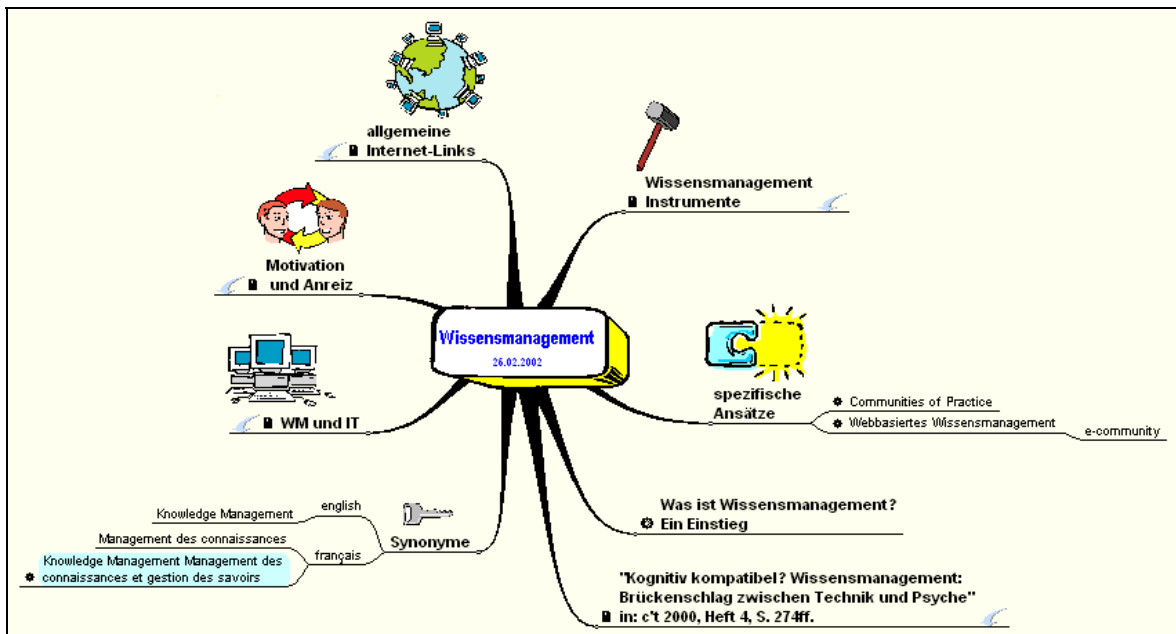 allgemeine
Internet-Links
Wissensmanagement
Instrumente
Motivation
und Anreiz
Wissensmanagement
26.02.2002
spezifische
Ansätze
Communities of Practice
Webbasiertes Wissensmanagement
e-community
WM und IT
Was ist Wissensmanagement?
Ein Einstieg
Synonyme
english
Knowledge Management
français
Management des connaissances
Knowledge Management Management des
connaissances et gestion des savoirs
"Kognitiv kompatibel? Wissensmanagement:
Brückenschlag zwischen Technik und Psyche"
in: c't 2000, Heft 4, S. 274ff.